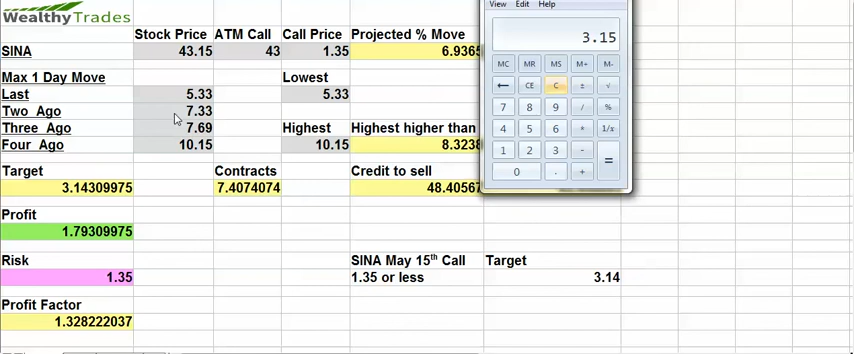 View Edit Help
WealthyTrades
Stock Price ATM Call Call Price Projected % Move
3.15
SINA 43.15 43 1.35 6.9365
MC MR MS M+ M-
Max 1 Day Move Lowest
← CE C ± √
Last 5.33 5.33
7 8 9 / %
Two Ago 7.33
Three Ago 7.69 Highest Highest higher than
4 5 6 * 1/x
Four Ago 10.15 10.15 8.3238
1 2 3 - =
0 . +
Target Contracts Credit to sell
3.14309975 7.4074074 48.40567
Profit
1.79309975
Risk SINA May 15th Call Target
1.35 1.35 or less 3.14
Profit Factor
1.328222037